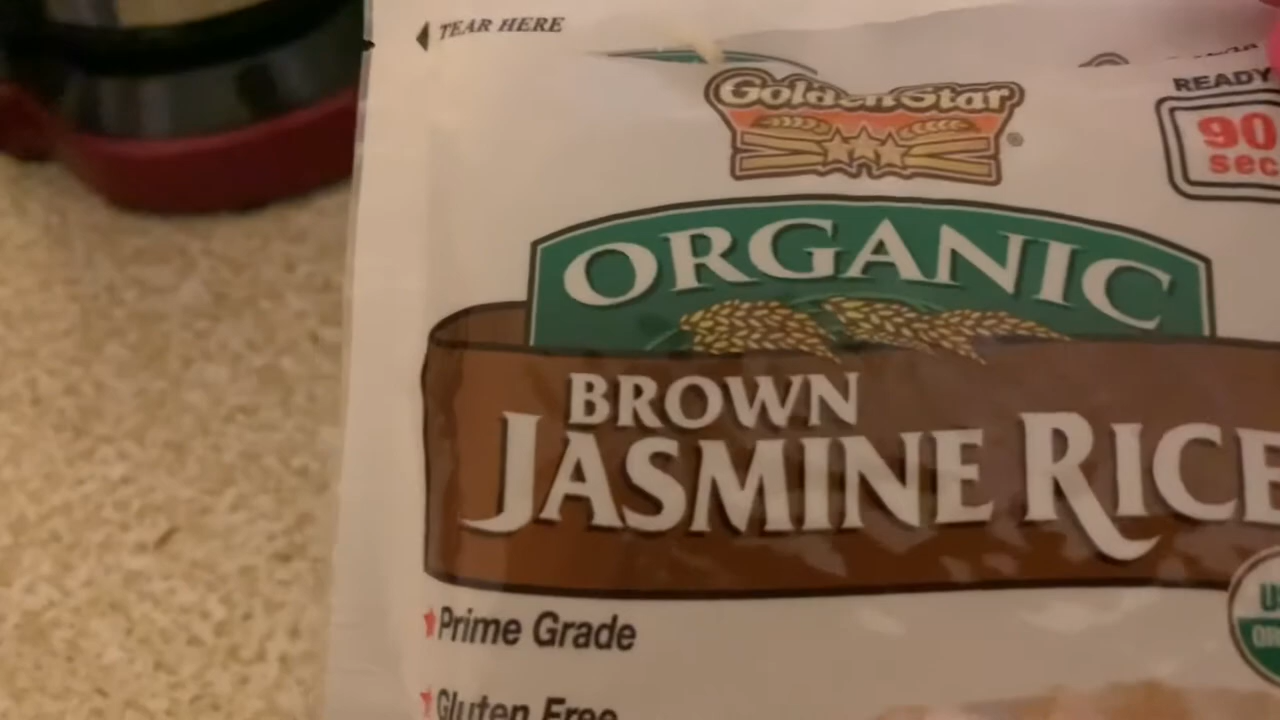 TEAR HERE
Golden Star
®
READY
90
sec
ORGANIC
BROWN
JASMINE RICE
Prime Grade
Gluten Free